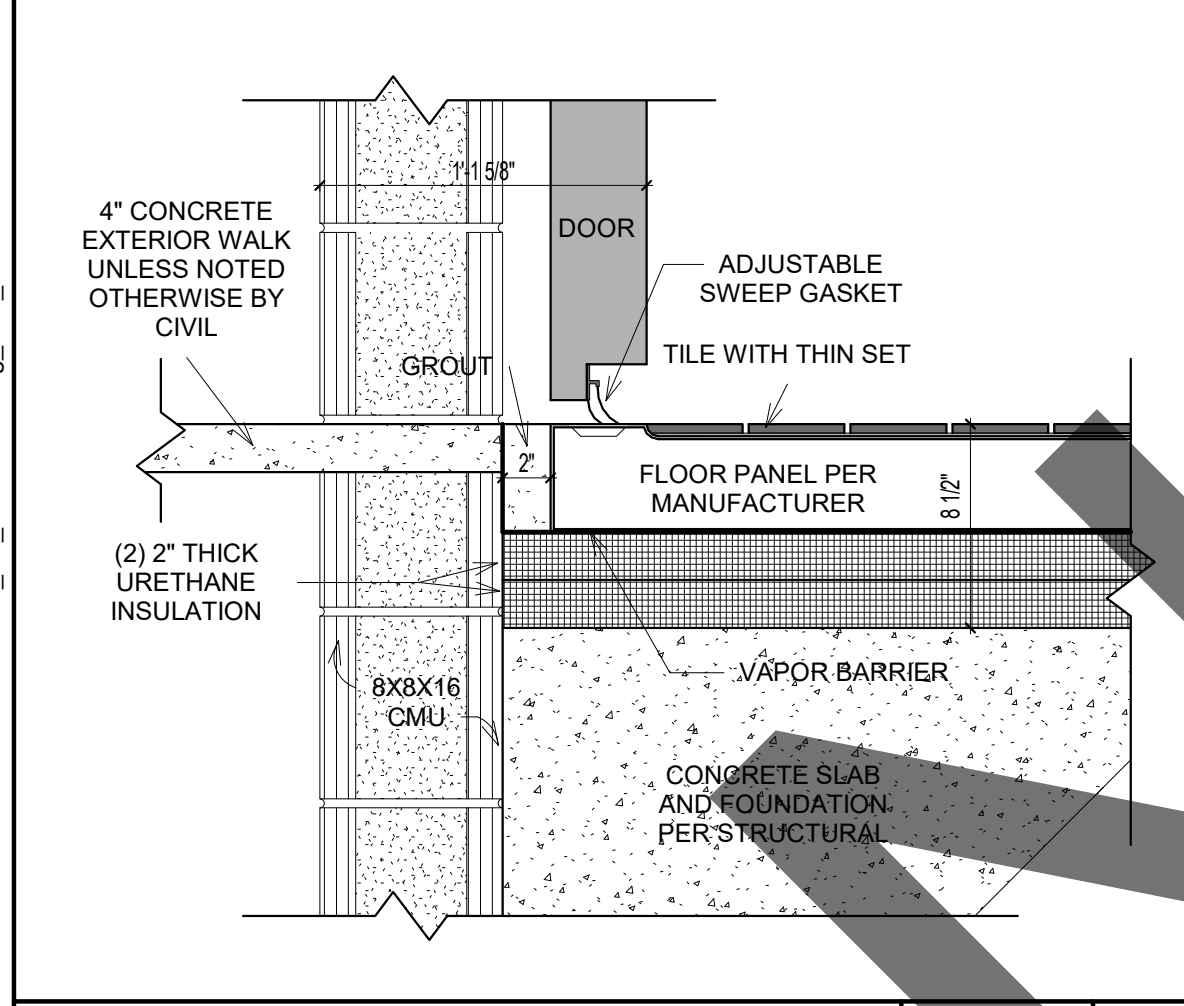 1'-1 5/8"
4" CONCRETE
EXTERIOR WALK
UNLESS NOTED
OTHERWISE BY
CIVIL
DOOR
ADJUSTABLE
SWEEP GASKET
TILE WITH THIN SET
GROUT
2"
FLOOR PANEL PER
MANUFACTURER
8 1/2"
(2) 2" THICK
URETHANE
INSULATION
VAPOR BARRIER
8X8X16
CMU
CONCRETE SLAB
AND FOUNDATION
PER STRUCTURAL